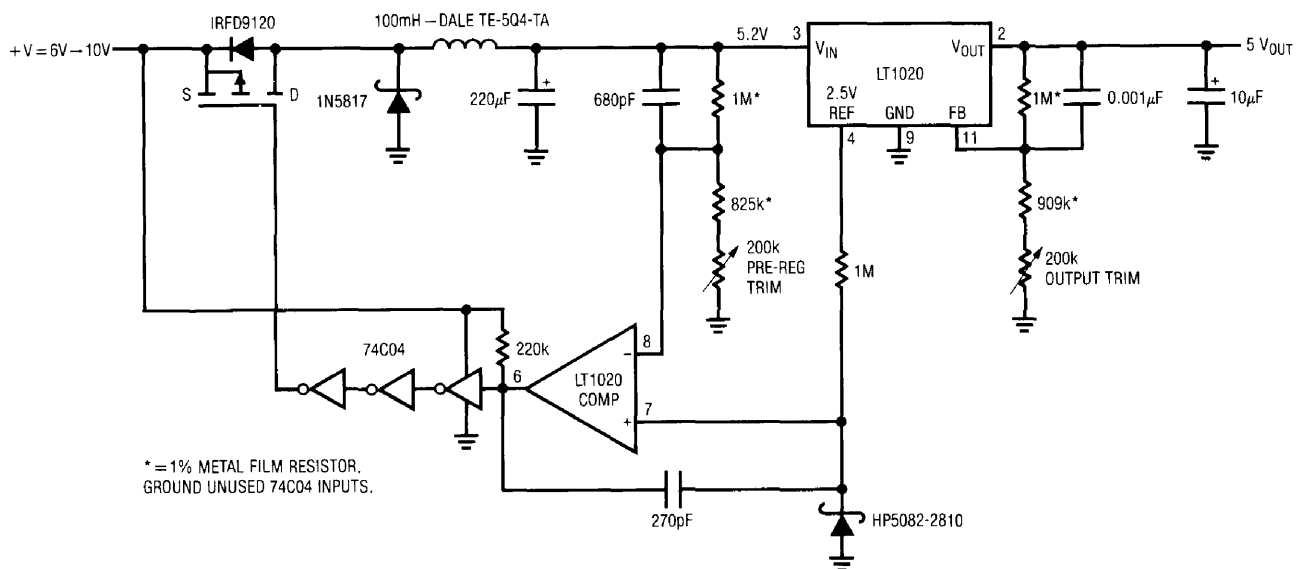 IRFD9120
100mH – DALE TE-5Q4-TA
+V = 6V → 10V
S
D
1N5817
220µF
+
680pF
1M*
5.2V
3
VIN
VOUT
2
LT1020
2.5V
REF
GND
FB
4
9
11
1M*
0.001µF
+
10µF
5 VOUT
825k*
200k
PRE-REG
TRIM
1M
909k*
200k
OUTPUT TRIM
74C04
220k
6
LT1020
COMP
8
–
7
+
270pF
HP5082-2810
* = 1% METAL FILM RESISTOR.
GROUND UNUSED 74C04 INPUTS.